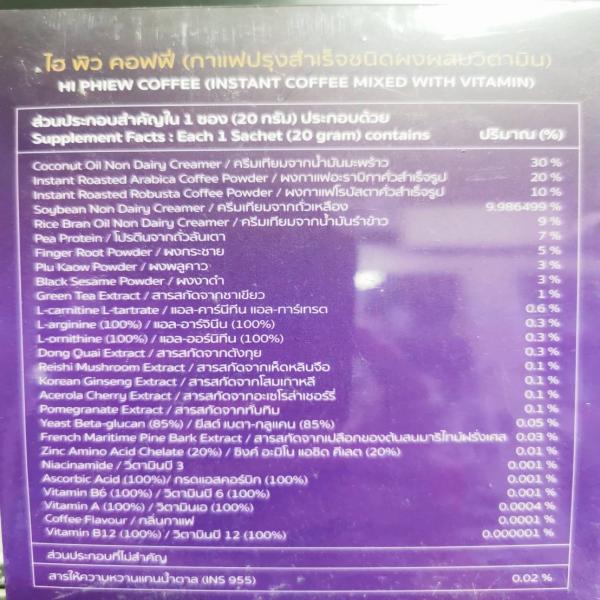 ไฮ พิว คอฟฟี่ (กาแฟปรุงสำเร็จชนิดผงผสมวิตามิน)
HI PHIEW COFFEE (INSTANT COFFEE MIXED WITH VITAMIN)
ส่วนประกอบสำคัญใน 1 ซอง (20 กรัม) ประกอบด้วย
Supplement Facts : Each 1 Sachet (20 gram) contains ปริมาณ (%)
Coconut Oil Non Dairy Creamer / ครีมเทียมจากน้ำมันมะพร้าว 30 %
Instant Roasted Arabica Coffee Powder / ผงกาแฟอะราบิกาคั่วสำเร็จรูป 20 %
Instant Roasted Robusta Coffee Powder / ผงกาแฟโรบัสตาคั่วสำเร็จรูป 10 %
Soybean Non Dairy Creamer / ครีมเทียมจากถั่วเหลือง 9.986499 %
Rice Bran Oil Non Dairy Creamer / ครีมเทียมจากน้ำมันรำข้าว 9 %
Pea Protein / โปรตีนจากถั่วลันเตา 7 %
Finger Root Powder / ผงกระชาย 5 %
Plu Kaow Powder / ผงพลูคาว 3 %
Black Sesame Powder / ผงงาดำ 3 %
Green Tea Extract / สารสกัดจากชาเขียว 1 %
L-carnitine L-tartrate / แอล-คาร์นิทีน แอล-ทาร์เทรต 0.6 %
L-arginine (100%) / แอล-อาร์จินีน (100%) 0.3 %
L-ornithine (100%) / แอล-ออร์นิทีน (100%) 0.3 %
Dong Quai Extract / สารสกัดจากตังกุย 0.3 %
Reishi Mushroom Extract / สารสกัดจากเห็ดหลินจือ 0.1 %
Korean Ginseng Extract / สารสกัดจากโสมเกาหลี 0.1 %
Acerola Cherry Extract / สารสกัดจากอะเซโรล่าเชอร์รี่ 0.1 %
Pomegranate Extract / สารสกัดจากทับทิม 0.1 %
Yeast Beta-glucan (85%) / ยีสต์ เบตา-กลูแคน (85%) 0.05 %
French Maritime Pine Bark Extract / สารสกัดจากเปลือกของต้นสนมาริไทม์ฝรั่งเศส 0.03 %
Zinc Amino Acid Chelate (20%) / ซิงค์ อะมิโน แอซิด คีเลต (20%) 0.01 %
Niacinamide / วิตามินบี 3 0.001 %
Ascorbic Acid (100%)/ กรดแอสคอร์บิก (100%) 0.001 %
Vitamin B6 (100%) / วิตามินบี 6 (100%) 0.001 %
Vitamin A (100%) / วิตามินเอ (100%) 0.0004 %
Coffee Flavour / กลิ่นกาแฟ 0.0001 %
Vitamin B12 (100%) / วิตามินบี 12 (100%) 0.000001 %
ส่วนประกอบที่ไม่สำคัญ
สารให้ความหวานแทนน้ำตาล (INS 955) 0.02 %